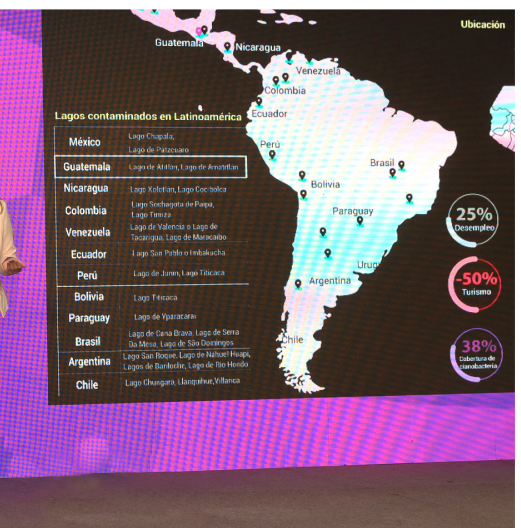 Ubicación
Guatemala
Nicaragua
Venezuela
Colombia
Ecuador
Perú
Brasil
Bolivia
Paraguay
Urug
Argentina
Chile
Lagos contaminados en Latinoamérica
México
Lago Chapala,
Lago de Pátzcuaro
Guatemala Lago de Atitlán, Lago de Amatitlán
Nicaragua Lago Xolotlán, Lago Cocibolca
Colombia
Lago Sochagota de Paipa,
Lago Tomiza
Venezuela
Lago de Valencia o Lago de
Tacarigua, Lago de Maracaibo
Ecuador Lago San Pablo o Imbakucha
Perú Lago de Junín, Lago Titicaca
Bolivia Lago Titicaca
Paraguay Lago de Yparacaraí
Brasil
Lago de Cana Brava, Lago de Serra
Da Mesa, Lago de São Domingos
Argentina
Lago San Roque, Lago de Nahuel Huapi,
Lagos de Bariloche, Lago de Río Hondo
Chile Lago Chungará, Llanquihue, Villarica
25%
Desempleo
-50%
Turismo
38%
Cobertura de
cianobacteria